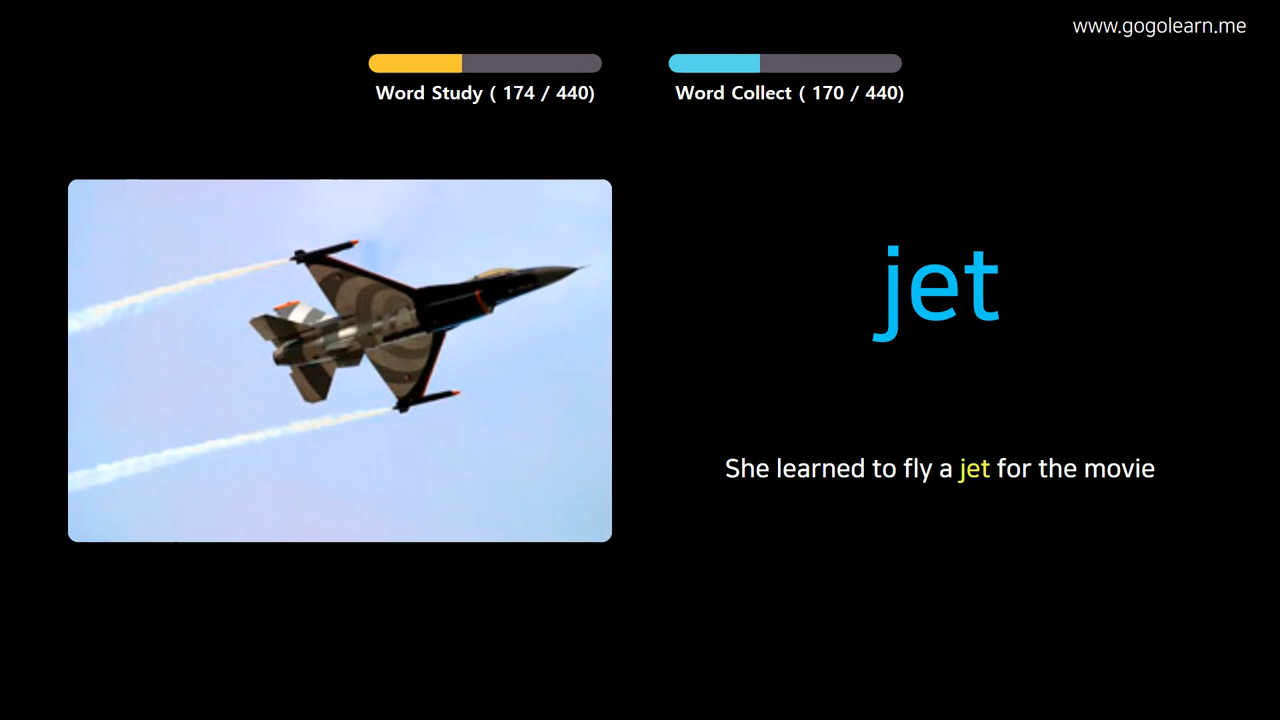 www.gogolearn.me
Word Study ( 174 / 440)
Word Collect ( 170 / 440)
jet
She learned to fly a jet for the movie